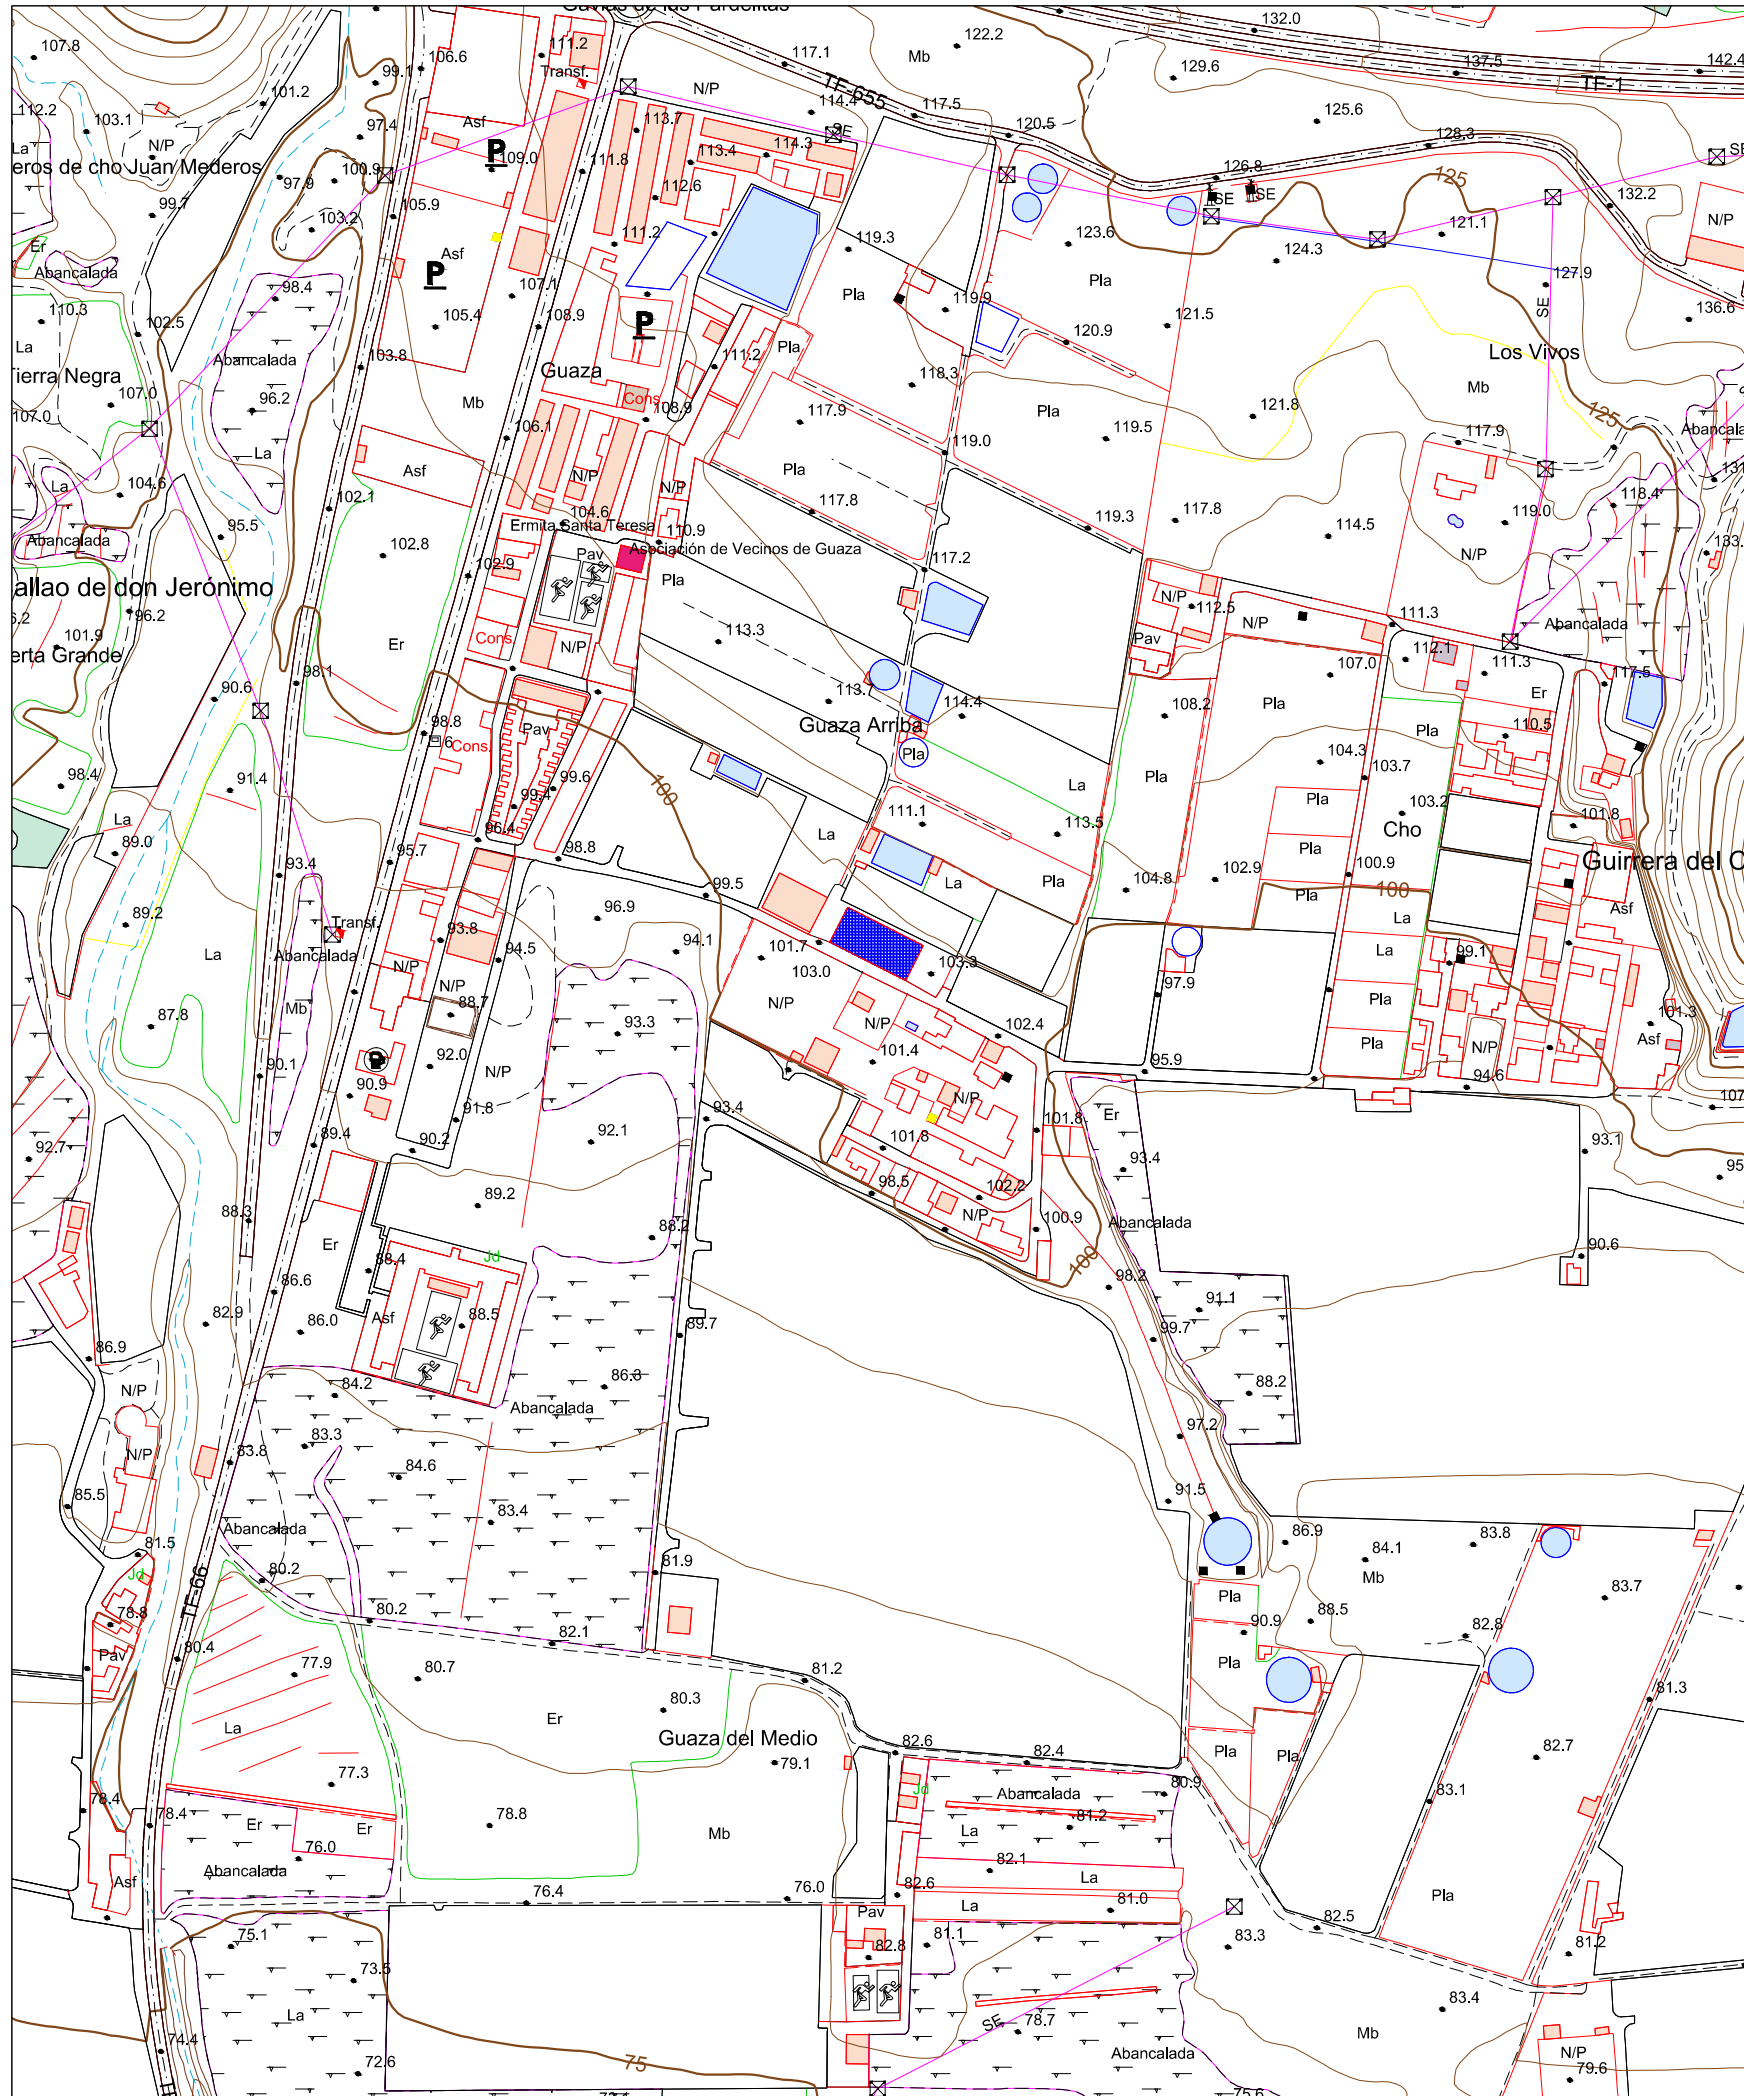 132.0
107.8
122.2
117.1
111.2
106.6
Mb
129.6
137.5
142.4
99.1
Transf.
N/P
TF-655
TF-1
101.2
112.2
114.4
117.5
125.6
103.1
97.4
Asf
113.7
SE
120.5
128.3
N/P
La
P
109.0
111.8
113.4
114.3
SE
eros de cho Juan Mederos
100.9
97.9
112.6
126.8
125
SE
SE
132.2
99.7
103.2
105.9
N/P
Er
Asf
111.2
119.3
123.6
124.3
121.1
Abancalada
P
Pla
Pla
127.9
98.4
107.1
SE
110.3
102.5
105.4
108.9
P
119.9
121.5
136.6
La
Abancalada
103.8
111.2
Pla
120.9
Los Vivos
Tierra Negra
Guaza
118.3
Mb
107.0
107.0
96.2
Mb
Cons.
108.9
117.9
Pla
121.8
125
119.0
119.5
117.9
La
106.1
Asf
Pla
N/P
N/P
La
104.6
102.1
117.8
118.4
95.5
104.6
110.9
119.3
117.8
114.5
119.0
Ermita Santa Teresa
Abancalada
Pav
Asociación de Vecinos de Guaza
N/P
102.8
102.9
117.2
allao de don Jerónimo
Pla
N/P
112.5
96.2
Cons.
113.3
N/P
111.3
Abancalada
101.9
Er
N/P
Pav
112.1
erta Grande
107.0
111.3
98.1
117.5
90.6
114.4
Er
98.8
Pav
Guaza Arriba
108.2
Pla
Pla
110.5
6
Cons.
Pla
104.3
98.4
91.4
99.6
100
La
Pla
103.7
99.4
Pla
103.2
La
89.0
96.4
La
111.1
113.5
Pla
Cho
101.8
93.4
95.7
98.8
Pla
100.9
Guirrera del C
99.5
La
Pla
104.8
102.9
Pla
100
89.2
Transf.
93.8
96.9
La
Asf
La
Abancalada
94.5
94.1
101.7
103.3
La
99.1
N/P
103.0
97.9
Pla
N/P
88.7
N/P
Mb
87.8
93.3
N/P
102.4
101.3
Pla
N/P
Asf
P
92.0
N/P
101.4
95.9
90.1
90.9
N/P
94.6
91.8
93.4
101.8
Er
89.4
90.2
92.1
101.8
93.1
92.7
93.4
89.2
98.5
102.2
88.3
88.2
N/P
100.9
Abancalada
Er
Jd
88.4
100
90.6
86.6
98.2
82.9
86.0
Asf
88.5
89.7
91.1
99.7
86.9
N/P
84.2
86.3
88.2
Abancalada
83.3
97.2
N/P
83.8
84.6
85.5
83.4
91.5
Abancalada
81.5
86.9
83.8
80.2
81.9
84.1
Jd
Mb
TF-66
Pla
83.7
78.8
80.2
90.9
88.5
Pav
80.4
82.1
82.8
77.9
80.7
81.2
Pla
80.3
81.3
La
Er
Guaza del Medio
82.6
82.4
Pla
Pla
82.7
77.3
79.1
80.9
Jd
Abancalada
83.1
78.4
78.4
Er
Er
78.8
Mb
81.2
La
76.0
Abancalada
82.1
Asf
76.4
76.0
82.6
La
81.0
Pla
Pav
La
75.1
82.8
81.1
83.3
82.5
81.2
La
83.4
SE
78.7
Mb
74.4
72.6
75
Abancalada
N/P
79.6
75.6